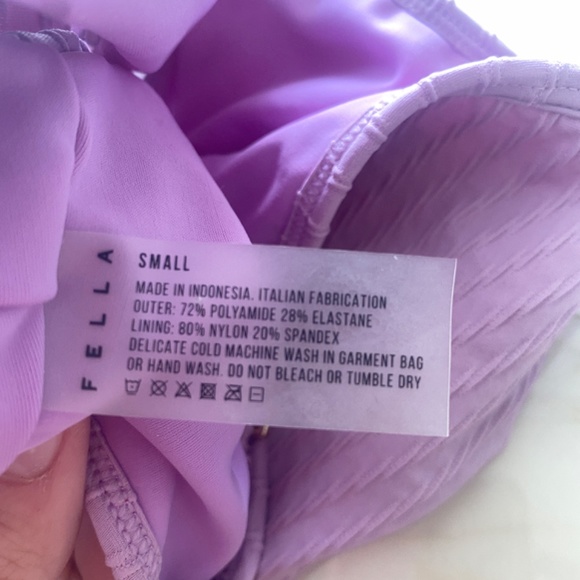 FELLA
SMALL
MADE IN INDONESIA. ITALIAN FABRICATION
OUTER: 72% POLYAMIDE 28% ELASTANE
LINING: 80% NYLON 20% SPANDEX
DELICATE COLD MACHINE WASH IN GARMENT BAG
OR HAND WASH. DO NOT BLEACH OR TUMBLE DRY